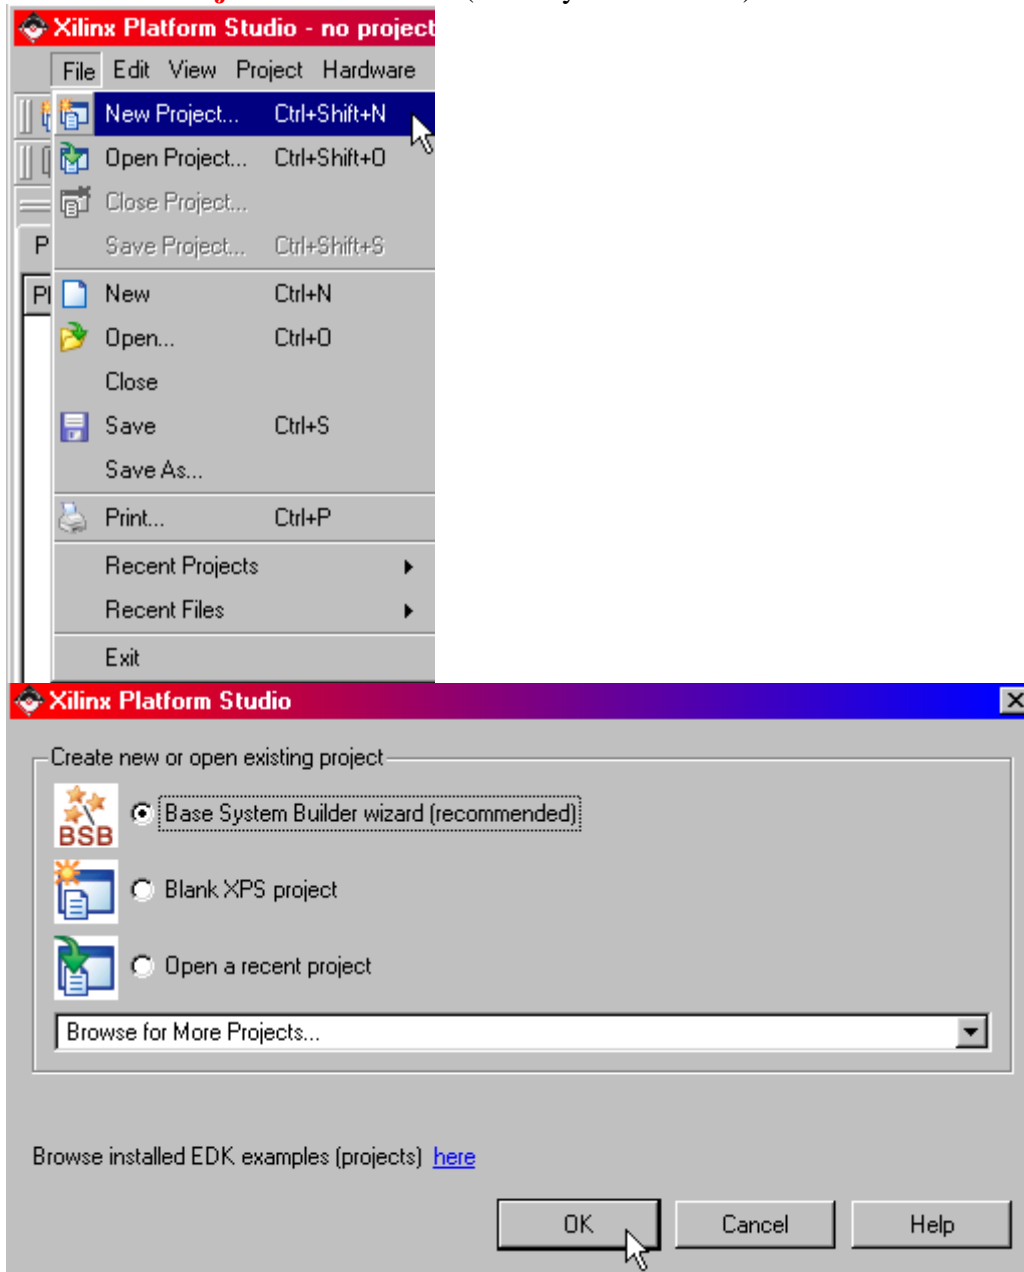 Xilinx Platform Studio - no project
File Edit View Project Hardware
New Project... Ctrl+Shift+N
Open Project... Ctrl+Shift+O
Close Project...
P Save Project... Ctrl+Shift+S
Pl New Ctrl+N
Open... Ctrl+O
Close
Save Ctrl+S
Save As...
Print... Ctrl+P
Recent Projects
Recent Files
Exit
Xilinx Platform Studio
Create new or open existing project
BSB Base System Builder wizard (recommended)
Blank XPS project
Open a recent project
Browse for More Projects...
Browse installed EDK examples (projects) here
OK Cancel Help